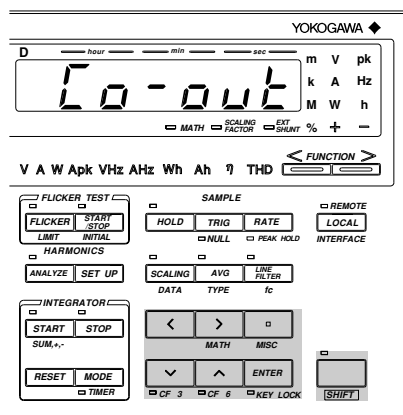 YOKOGAWA
D hour min sec m V pk
Co-out k A Hz
M W h
MATH SCALING FACTOR EXT SHUNT % + −
< FUNCTION >
V A W Apk VHz AHz Wh Ah η THD
FLICKER TEST SAMPLE REMOTE
FLICKER START /STOP HOLD TRIG RATE LOCAL
LIMIT INITIAL NULL PEAK HOLD INTERFACE
HARMONICS
ANALYZE SET UP SCALING AVG LINE FILTER
DATA TYPE fc
INTEGRATOR
START STOP < >
SUM,+,- MATH MISC
RESET MODE ENTER
TIMER CF 3 CF 6 KEY LOCK SHIFT